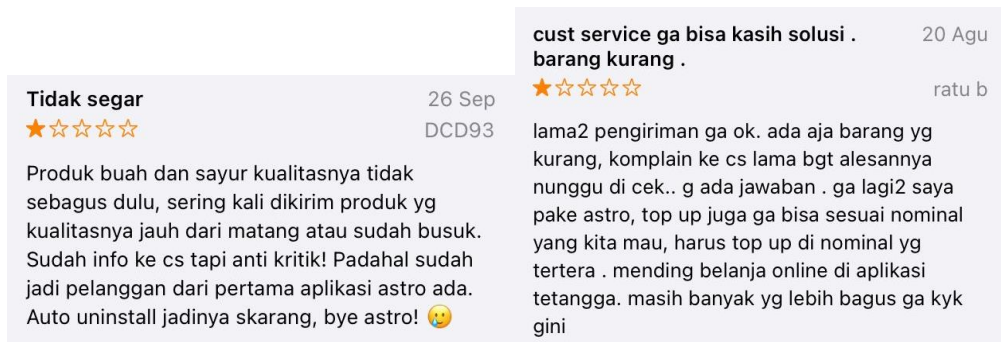 Tidak segar
26 Sep
DCD93
Produk buah dan sayur kualitasnya tidak
sebagus dulu, sering kali dikirim produk yg
kualitasnya jauh dari matang atau sudah busuk.
Sudah info ke cs tapi anti kritik! Padahal sudah
jadi pelanggan dari pertama aplikasi astro ada.
Auto uninstall jadinya skarang, bye astro! 🥲
cust service ga bisa kasih solusi .
barang kurang .
20 Agu
ratu b
lama2 pengiriman ga ok. ada aja barang yg
kurang, komplain ke cs lama bgt alesannya
nunggu di cek.. g ada jawaban . ga lagi2 saya
pake astro, top up juga ga bisa sesuai nominal
yang kita mau, harus top up di nominal yg
tertera . mending belanja online di aplikasi
tetangga. masih banyak yg lebih bagus ga kyk
gini